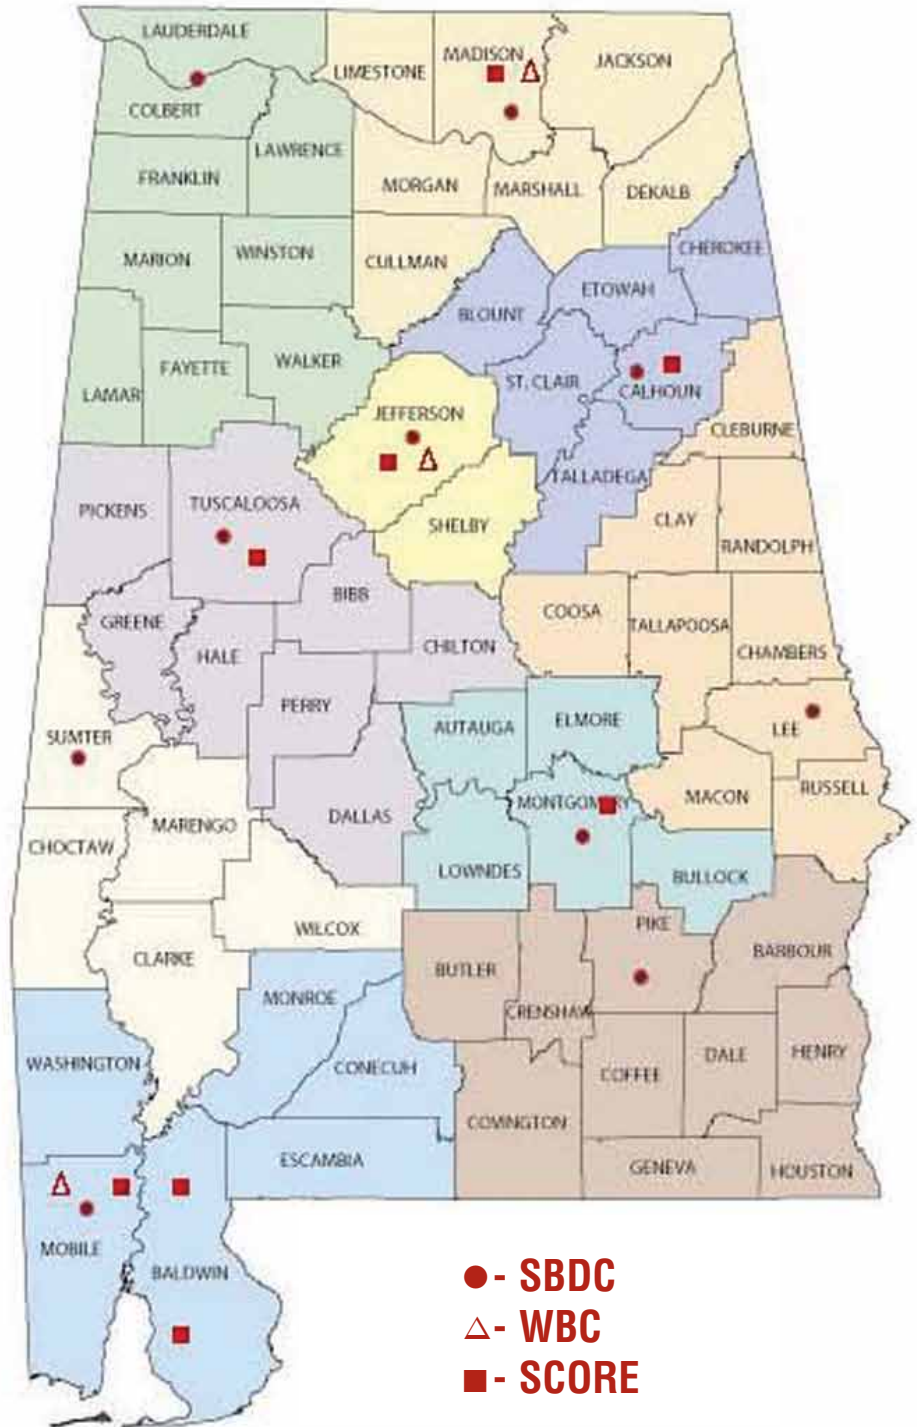 LAUDERDALE
MADISON
JACKSON
LIMESTONE
COLBERT
LAWRENCE
FRANKLIN
MORGAN
MARSHALL
DEKALB
MARION
WINSTON
CULLMAN
CHEROKEE
ETOWAH
BLOUNT
FAYETTE
WALKER
ST. CLAIR
CALHOUN
LAMAR
JEFFERSON
CLEBURNE
TALLADEGA
PICKENS
TUSCALOOSA
SHELBY
CLAY
RANDOLPH
BIBB
COOSA
GREENE
TALLAPOOSA
HALE
CHILTON
CHAMBERS
PERRY
AUTAUGA
ELMORE
LEE
SUMTER
MACON
RUSSELL
MONTGOMERY
DALLAS
MARENGO
CHOCTAW
LOWNDES
BULLOCK
WILCOX
PIKE
CLARKE
BUTLER
BARBOUR
MONROE
CRENSHAW
WASHINGTON
CONECUH
COFFEE
DALE
HENRY
COVINGTON
ESCAMBIA
GENEVA
HOUSTON
MOBILE
BALDWIN
- SBDC
- WBC
- SCORE